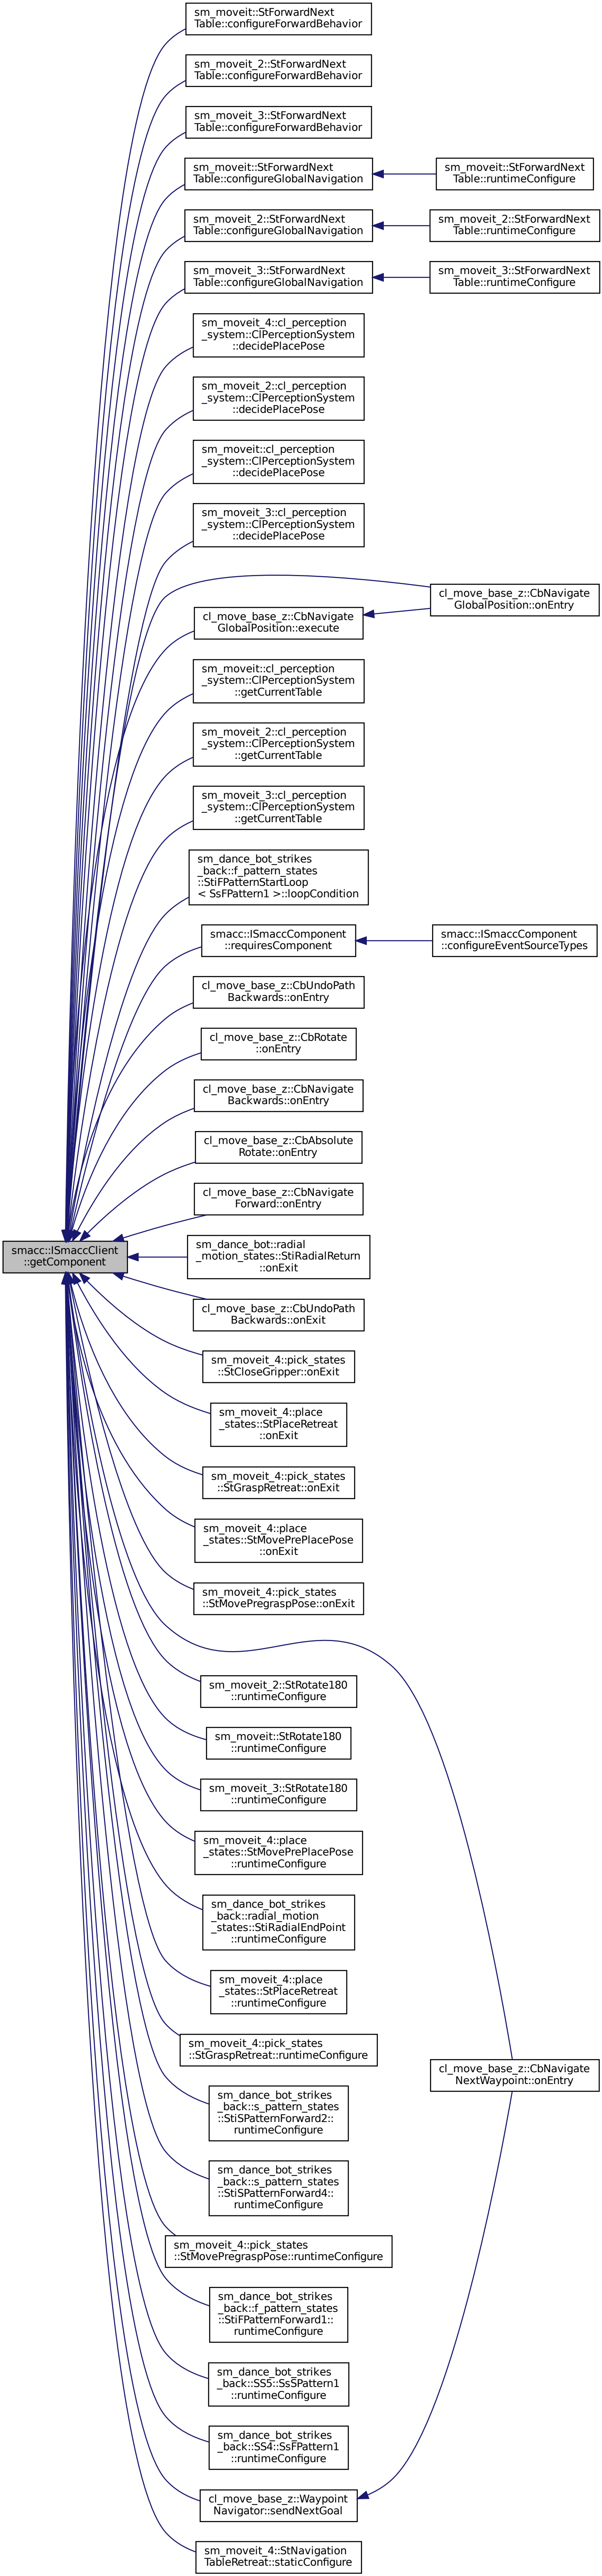 sm_moveit::StForwardNext
Table::configureForwardBehavior
sm_moveit_2::StForwardNext
Table::configureForwardBehavior
sm_moveit_3::StForwardNext
Table::configureForwardBehavior
sm_moveit::StForwardNext
Table::configureGlobalNavigation
sm_moveit::StForwardNext
Table::runtimeConfigure
sm_moveit_2::StForwardNext
Table::configureGlobalNavigation
sm_moveit_2::StForwardNext
Table::runtimeConfigure
sm_moveit_3::StForwardNext
Table::configureGlobalNavigation
sm_moveit_3::StForwardNext
Table::runtimeConfigure
sm_moveit_4::cl_perception
_system::ClPerceptionSystem
::decidePlacePose
sm_moveit_2::cl_perception
_system::ClPerceptionSystem
::decidePlacePose
sm_moveit::cl_perception
_system::ClPerceptionSystem
::decidePlacePose
sm_moveit_3::cl_perception
_system::ClPerceptionSystem
::decidePlacePose
cl_move_base_z::CbNavigate
GlobalPosition::onEntry
cl_move_base_z::CbNavigate
GlobalPosition::execute
sm_moveit::cl_perception
_system::ClPerceptionSystem
::getCurrentTable
sm_moveit_2::cl_perception
_system::ClPerceptionSystem
::getCurrentTable
sm_moveit_3::cl_perception
_system::ClPerceptionSystem
::getCurrentTable
sm_dance_bot_strikes
_back::f_pattern_states
::StiFPatternStartLoop
< SsFPattern1 >::loopCondition
smacc::ISmaccComponent
::requiresComponent
smacc::ISmaccComponent
::configureEventSourceTypes
cl_move_base_z::CbUndoPath
Backwards::onEntry
cl_move_base_z::CbRotate
::onEntry
cl_move_base_z::CbNavigate
Backwards::onEntry
cl_move_base_z::CbAbsolute
Rotate::onEntry
cl_move_base_z::CbNavigate
Forward::onEntry
smacc::ISmaccClient
::getComponent
sm_dance_bot::radial
_motion_states::StiRadialReturn
::onExit
cl_move_base_z::CbUndoPath
Backwards::onExit
sm_moveit_4::pick_states
::StCloseGripper::onExit
sm_moveit_4::place
_states::StPlaceRetreat
::onExit
sm_moveit_4::pick_states
::StGraspRetreat::onExit
sm_moveit_4::place
_states::StMovePrePlacePose
::onExit
sm_moveit_4::pick_states
::StMovePregraspPose::onExit
sm_moveit_2::StRotate180
::runtimeConfigure
sm_moveit::StRotate180
::runtimeConfigure
sm_moveit_3::StRotate180
::runtimeConfigure
sm_moveit_4::place
_states::StMovePrePlacePose
::runtimeConfigure
sm_dance_bot_strikes
_back::radial_motion
_states::StiRadialEndPoint
::runtimeConfigure
sm_moveit_4::place
_states::StPlaceRetreat
::runtimeConfigure
sm_moveit_4::pick_states
::StGraspRetreat::runtimeConfigure
cl_move_base_z::CbNavigate
NextWaypoint::onEntry
sm_dance_bot_strikes
_back::s_pattern_states
::StiSPatternForward2::
runtimeConfigure
sm_dance_bot_strikes
_back::s_pattern_states
::StiSPatternForward4::
runtimeConfigure
sm_moveit_4::pick_states
::StMovePregraspPose::runtimeConfigure
sm_dance_bot_strikes
_back::f_pattern_states
::StiFPatternForward1::
runtimeConfigure
sm_dance_bot_strikes
_back::SS5::SsSPattern1
::runtimeConfigure
sm_dance_bot_strikes
_back::SS4::SsFPattern1
::runtimeConfigure
cl_move_base_z::Waypoint
Navigator::sendNextGoal
sm_moveit_4::StNavigation
TableRetreat::staticConfigure